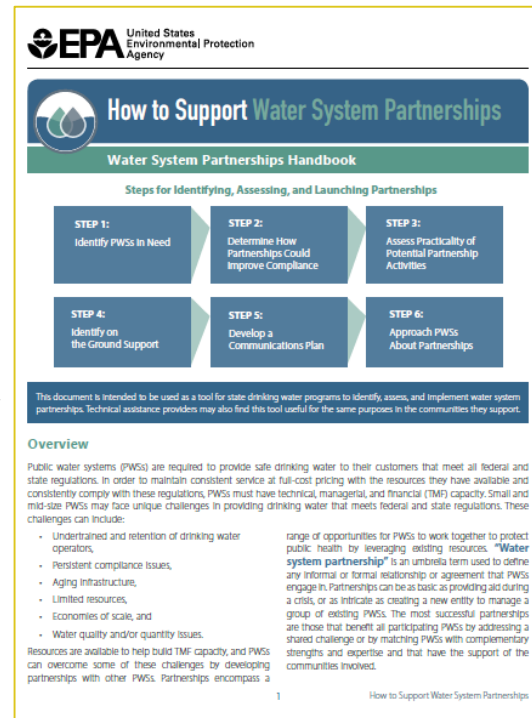 EPA
United States
Environmental Protection
Agency
How to Support Water System Partnerships
Water System Partnerships Handbook
Steps for Identifying, Assessing, and Launching Partnerships
STEP 1:
Identify PWSs in Need
STEP 2:
Determine How
Partnerships Could
Improve Compliance
STEP 3:
Assess Practicality of
Potential Partnership
Activities
STEP 4:
Identify on
the Ground Support
STEP 5:
Develop a
Communications Plan
STEP 6:
Approach PWSs
About Partnerships
This document is intended to be used as a tool for state drinking water programs to identify, assess, and implement water system
partnerships. Technical assistance providers may also find this tool useful for the same purposes in the communities they support.
Overview
Public water systems (PWSs) are required to provide safe drinking water to their customers that meet all federal and
state regulations. In order to maintain consistent service at full-cost pricing with the resources they have available and
consistently comply with these regulations, PWSs must have technical, managerial, and financial (TMF) capacity. Small and
mid-size PWSs may face unique challenges in providing drinking water that meets federal and state regulations. These
challenges can include:
- Undertrained and retention of drinking water
operators,
- Persistent compliance issues,
- Aging infrastructure,
- Limited resources,
- Economies of scale, and
- Water quality and/or quantity issues.
Resources are available to help build TMF capacity, and PWSs
can overcome some of these challenges by developing
partnerships with other PWSs. Partnerships encompass a
range of opportunities for PWSs to work together to protect
public health by leveraging existing resources. "Water
system partnership" is an umbrella term used to define
any informal or formal relationship or agreement that PWSs
engage in. Partnerships can be as basic as providing aid during
a crisis, or as intricate as creating a new entity to manage a
group of existing PWSs. The most successful partnerships
are those that benefit all participating PWSs by addressing a
shared challenge or by matching PWSs with complementary
strengths and expertise and that have the support of the
communities involved.
1
How to Support Water System Partnerships